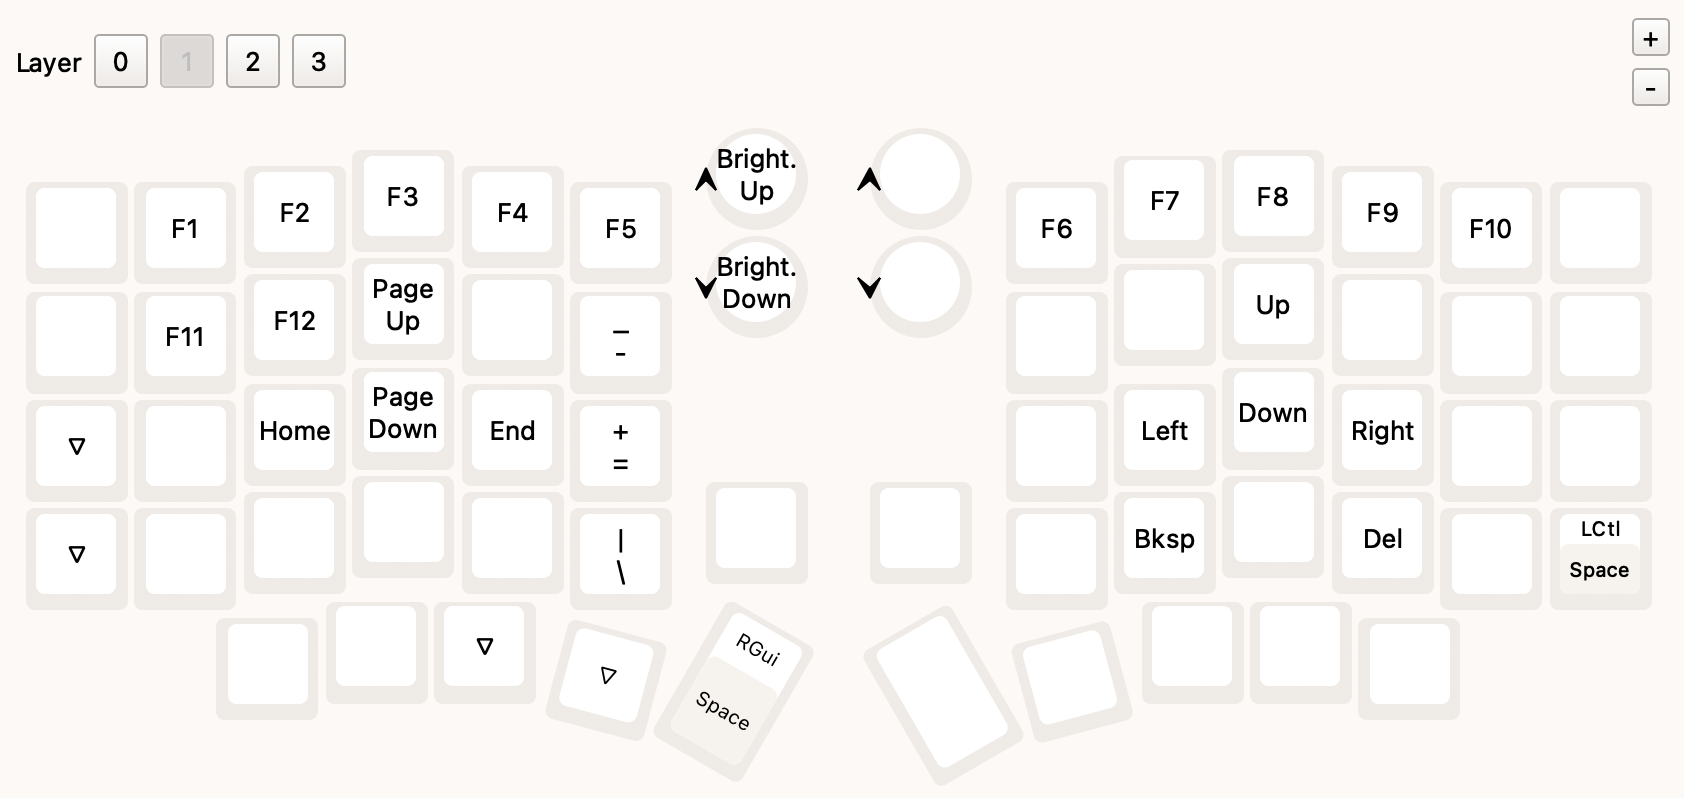 Layer 0 1 2 3
+
-
F1
F2
F3
F4
F5
Bright.
Up
F6
F7
F8
F9
F10
F11
F12
Page
Up
_
-
Bright.
Down
Up
▽
Home
Page
Down
End
+
=
Left
Down
Right
▽
|
\
Bksp
Del
LCtl
Space
▽
▽
RGui
Space